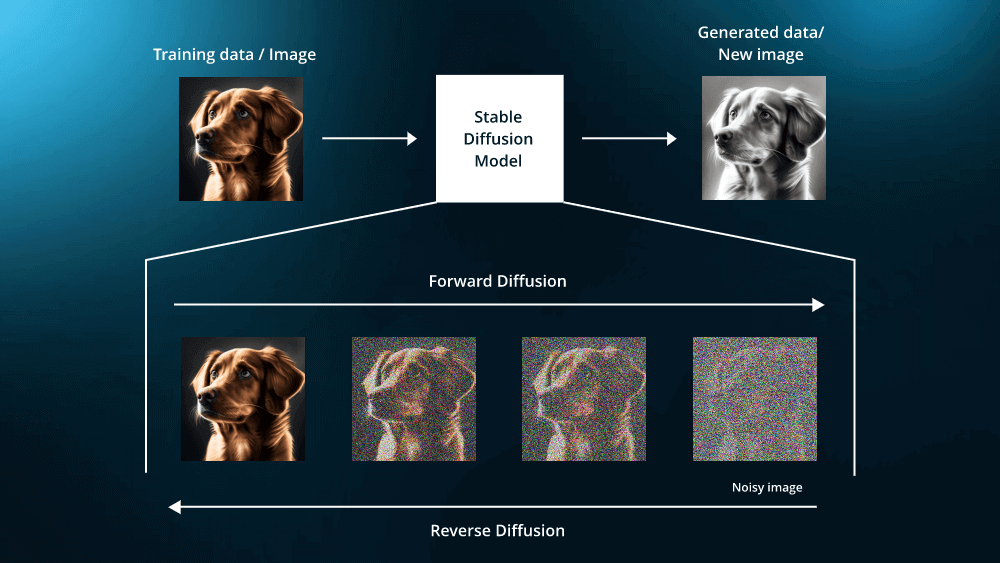 Training data / Image
Generated data/
New image
Stable
Diffusion
Model
Forward Diffusion
Noisy image
Reverse Diffusion